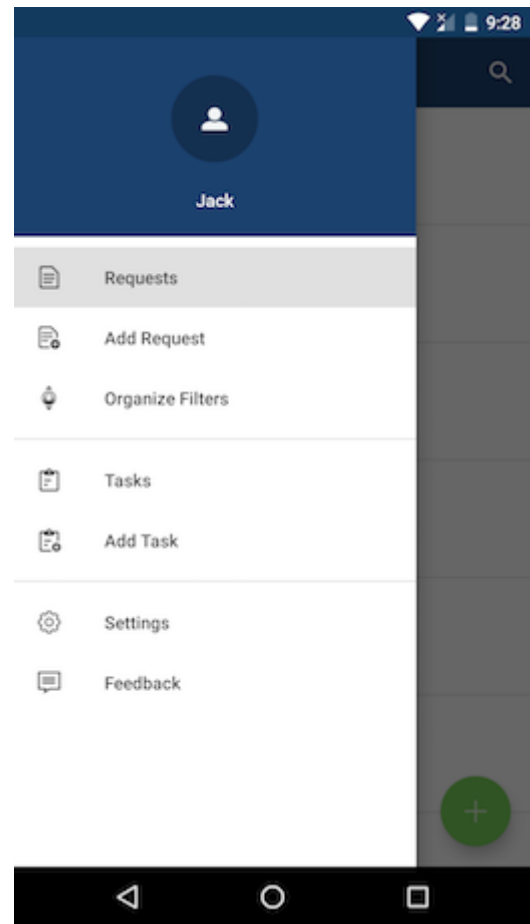 9:28
Jack
Requests
Add Request
Organize Filters
Tasks
Add Task
Settings
Feedback